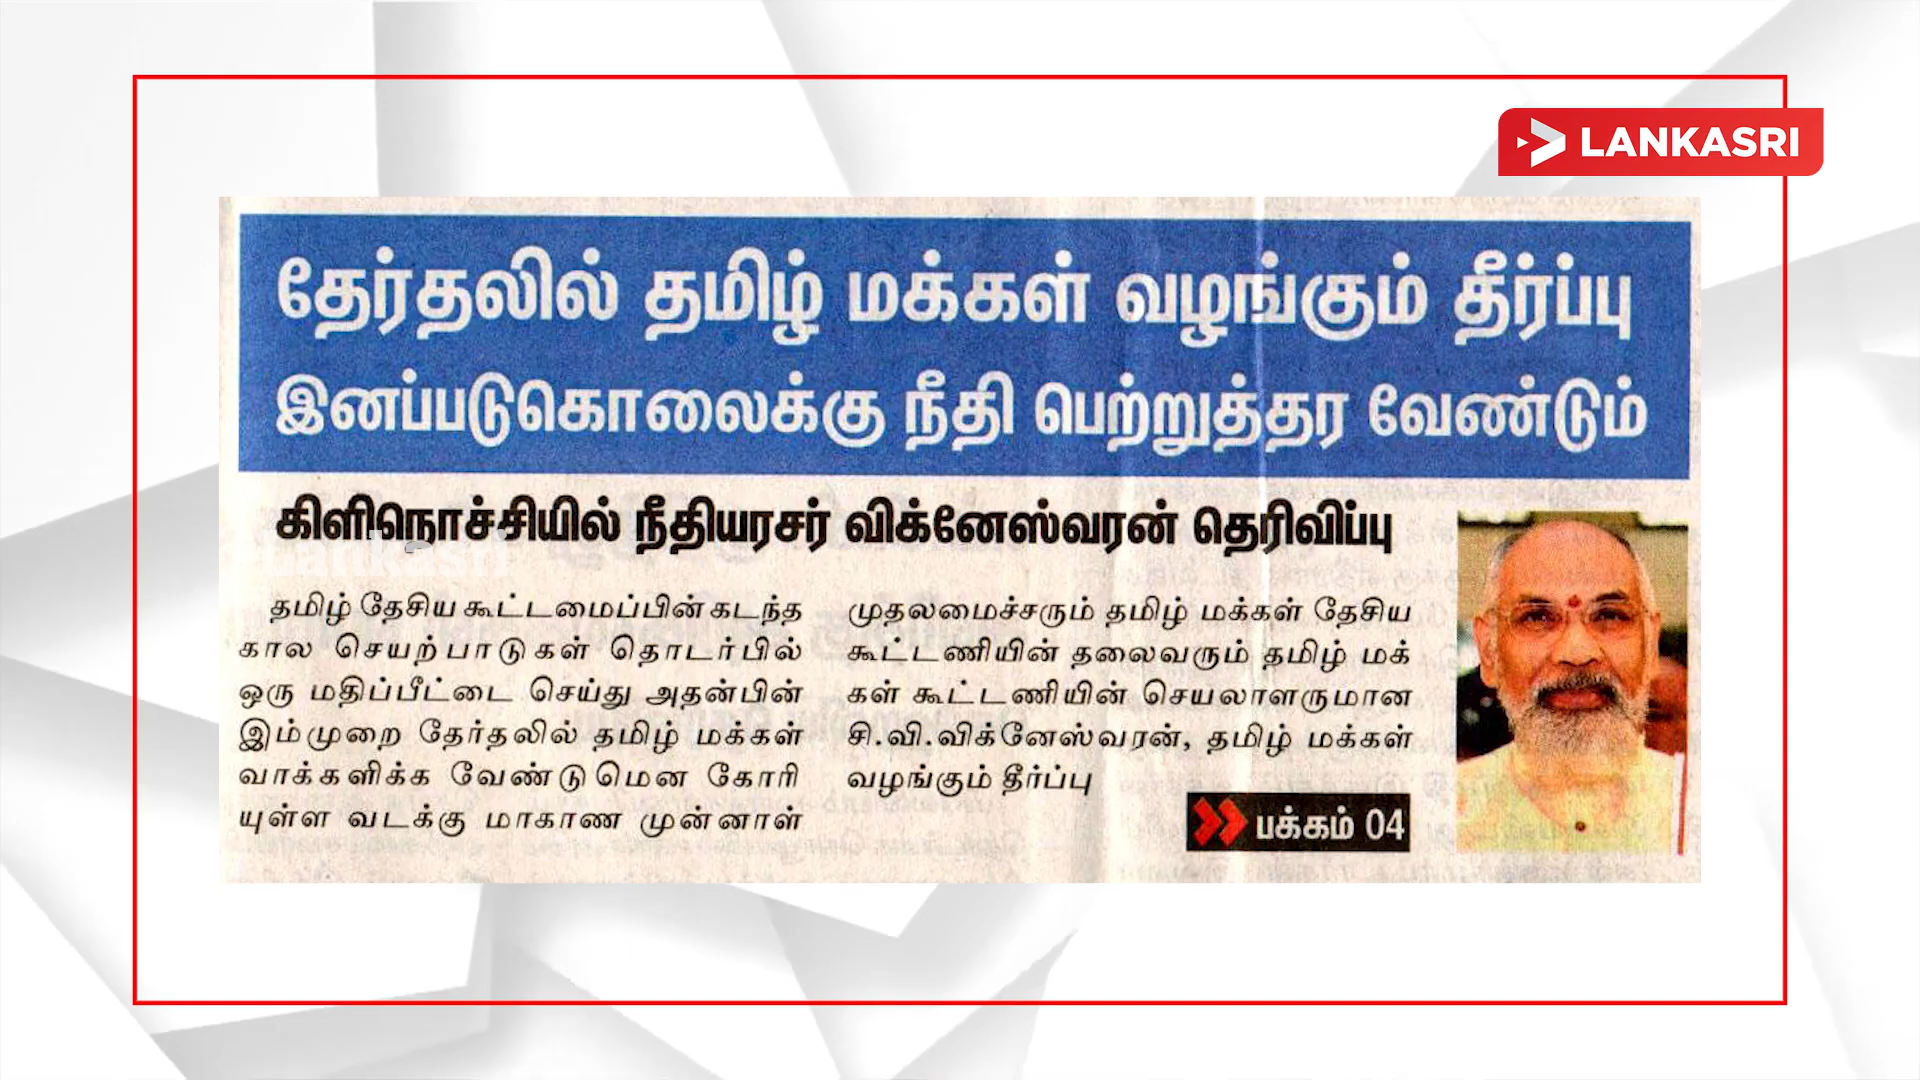 LANKASRI
தேர்தலில் தமிழ் மக்கள் வழங்கும் தீர்ப்பு
இனப்படுகொலைக்கு நீதி பெற்றுத்தர வேண்டும்
கிளிநொச்சியில் நீதியரசர் விக்னேஸ்வரன் தெரிவிப்பு
Lankasri
தமிழ் தேசிய கூட்டமைப்பின் கடந்த
கால செயற்பாடுகள் தொடர்பில்
ஒரு மதிப்பீட்டை செய்து அதன்பின்
இம்முறை தேர்தலில் தமிழ் மக்கள்
வாக்களிக்க வேண்டுமென கோரி
யுள்ள வடக்கு மாகாண முன்னாள்
முதலமைச்சரும் தமிழ் மக்கள் தேசிய
கூட்டணியின் தலைவரும் தமிழ் மக்
கள் கூட்டணியின் செயலாளருமான
சி.வி.விக்னேஸ்வரன், தமிழ் மக்கள்
வழங்கும் தீர்ப்பு
பக்கம் 04